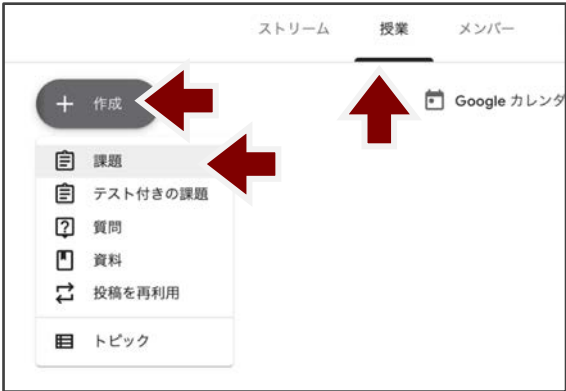 ストリーム 授業 メンバー
+ 作成
Google カレンダ
課題
テスト付きの課題
質問
資料
投稿を再利用
トピック